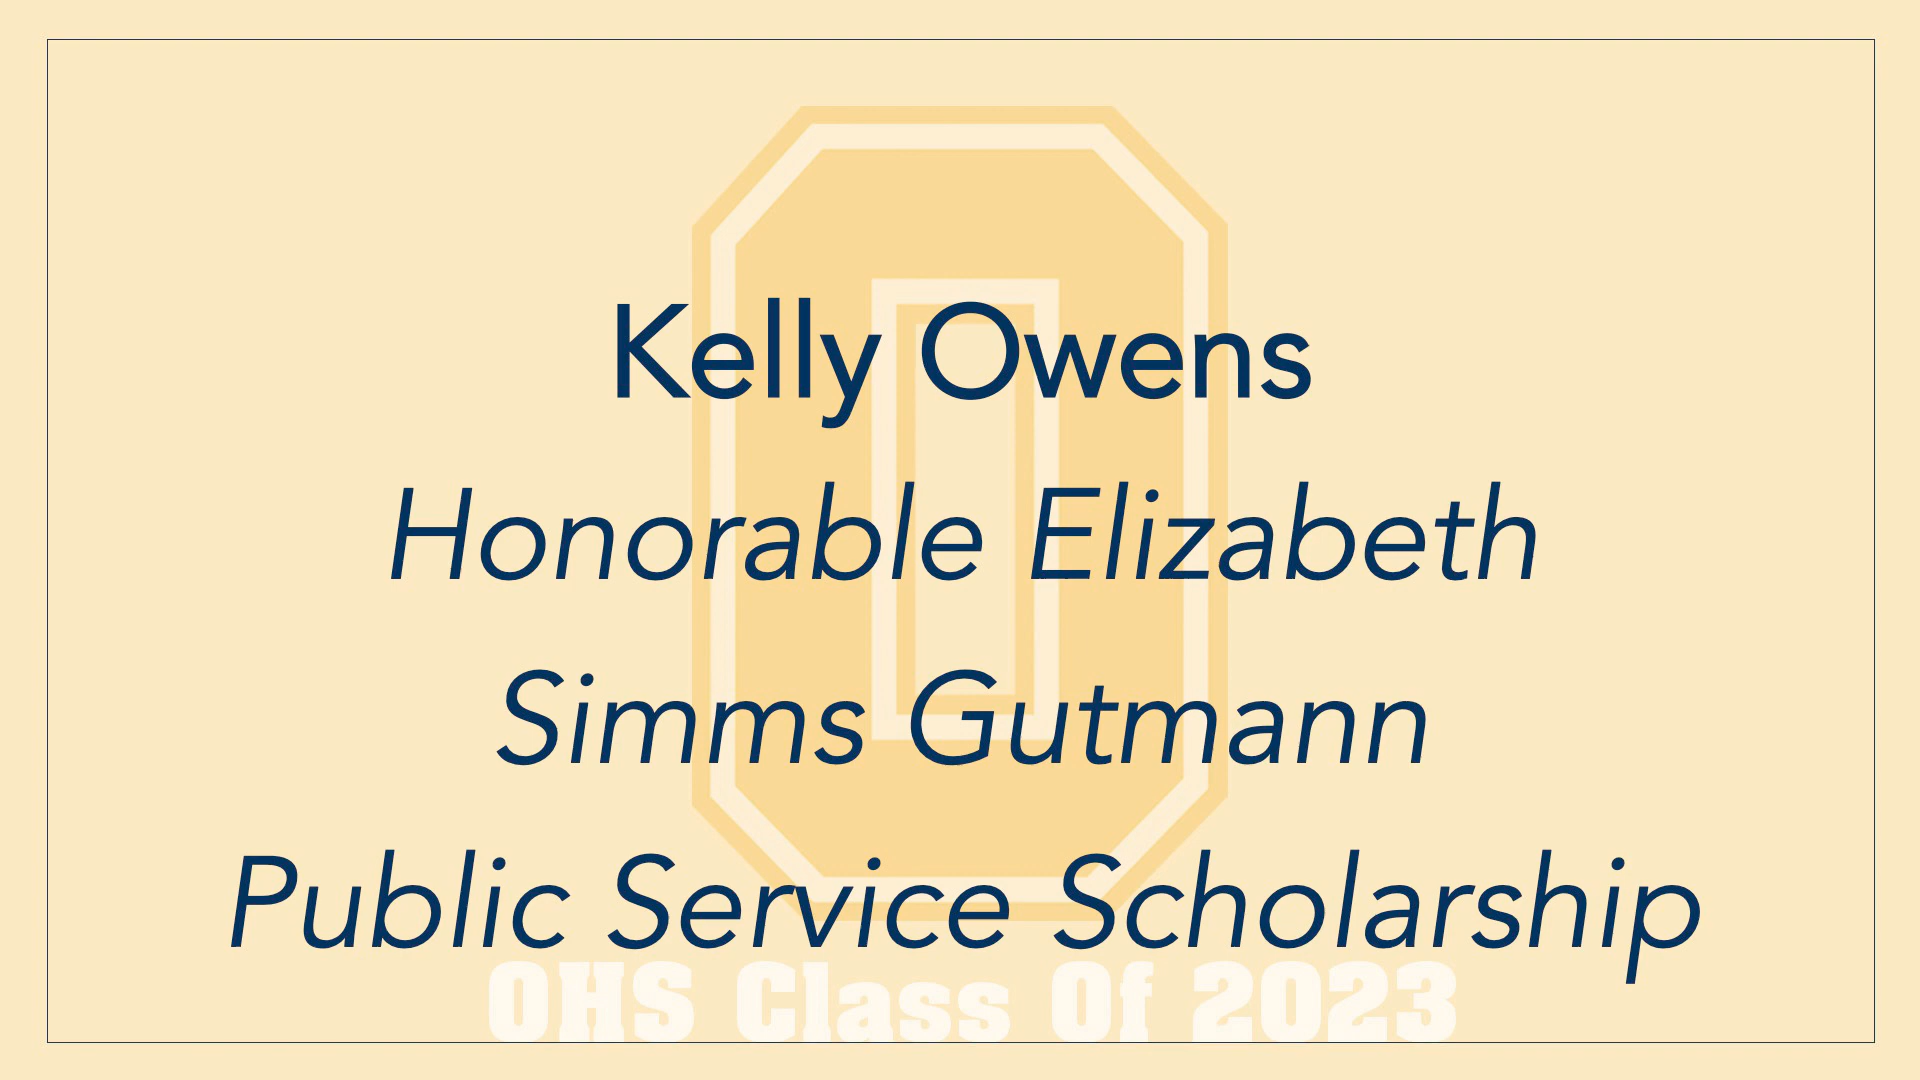 Kelly Owens
Honorable Elizabeth
Simms Gutmann
Public Service Scholarship
OHS Class Of 2023